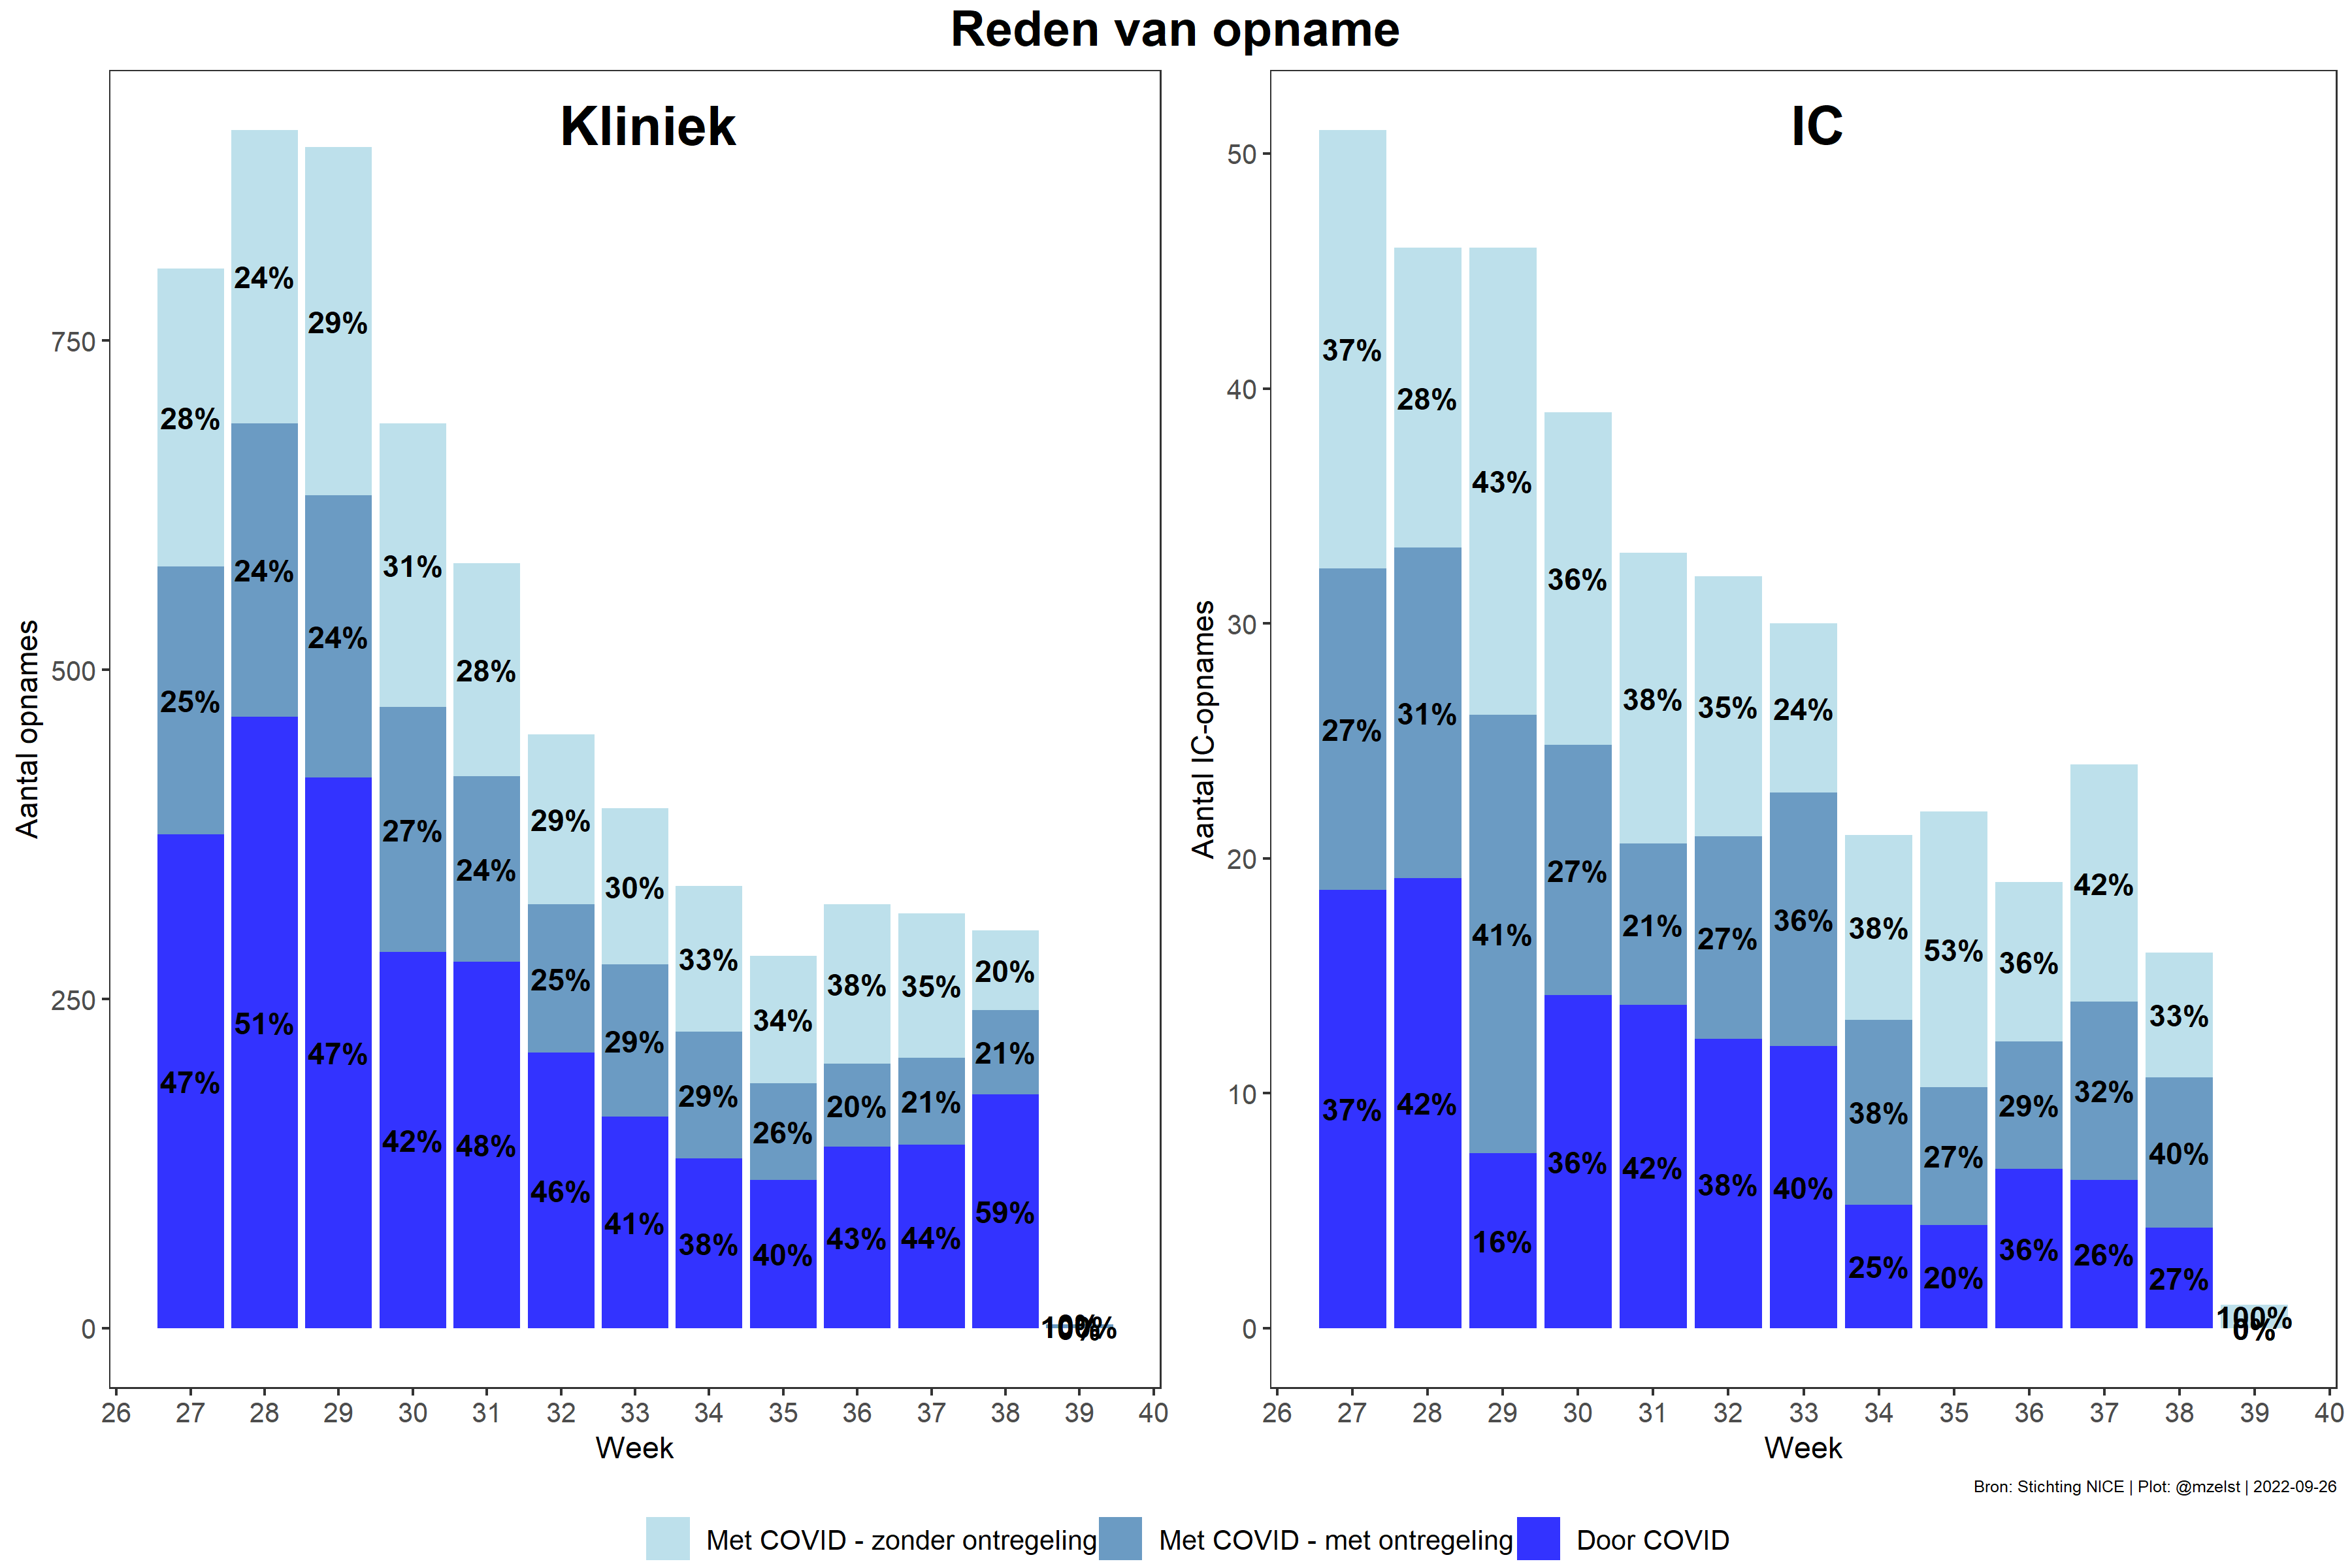 Reden van opname
Kliniek
Aantal opnames
750
500
250
0
28% 24% 29% 31% 28% 29% 30% 33% 34% 38% 35% 20%
25% 24% 24% 27% 24% 25% 29% 29% 26% 20% 21% 21%
47% 51% 47% 42% 48% 46% 41% 38% 40% 43% 44% 59%
26 27 28 29 30 31 32 33 34 35 36 37 38 39 40
Week
IC
Aantal IC-opnames
50
40
30
20
10
0
37% 28% 43% 36% 38% 35% 24% 38% 53% 36% 42% 33% 100%
27% 31% 41% 27% 21% 27% 36% 38% 27% 29% 32% 40%
37% 42% 16% 36% 42% 38% 40% 25% 20% 36% 26% 27% 0%
26 27 28 29 30 31 32 33 34 35 36 37 38 39 40
Week
Bron: Stichting NICE | Plot: @mzelst | 2022-09-26
Met COVID - zonder ontregeling Met COVID - met ontregeling Door COVID